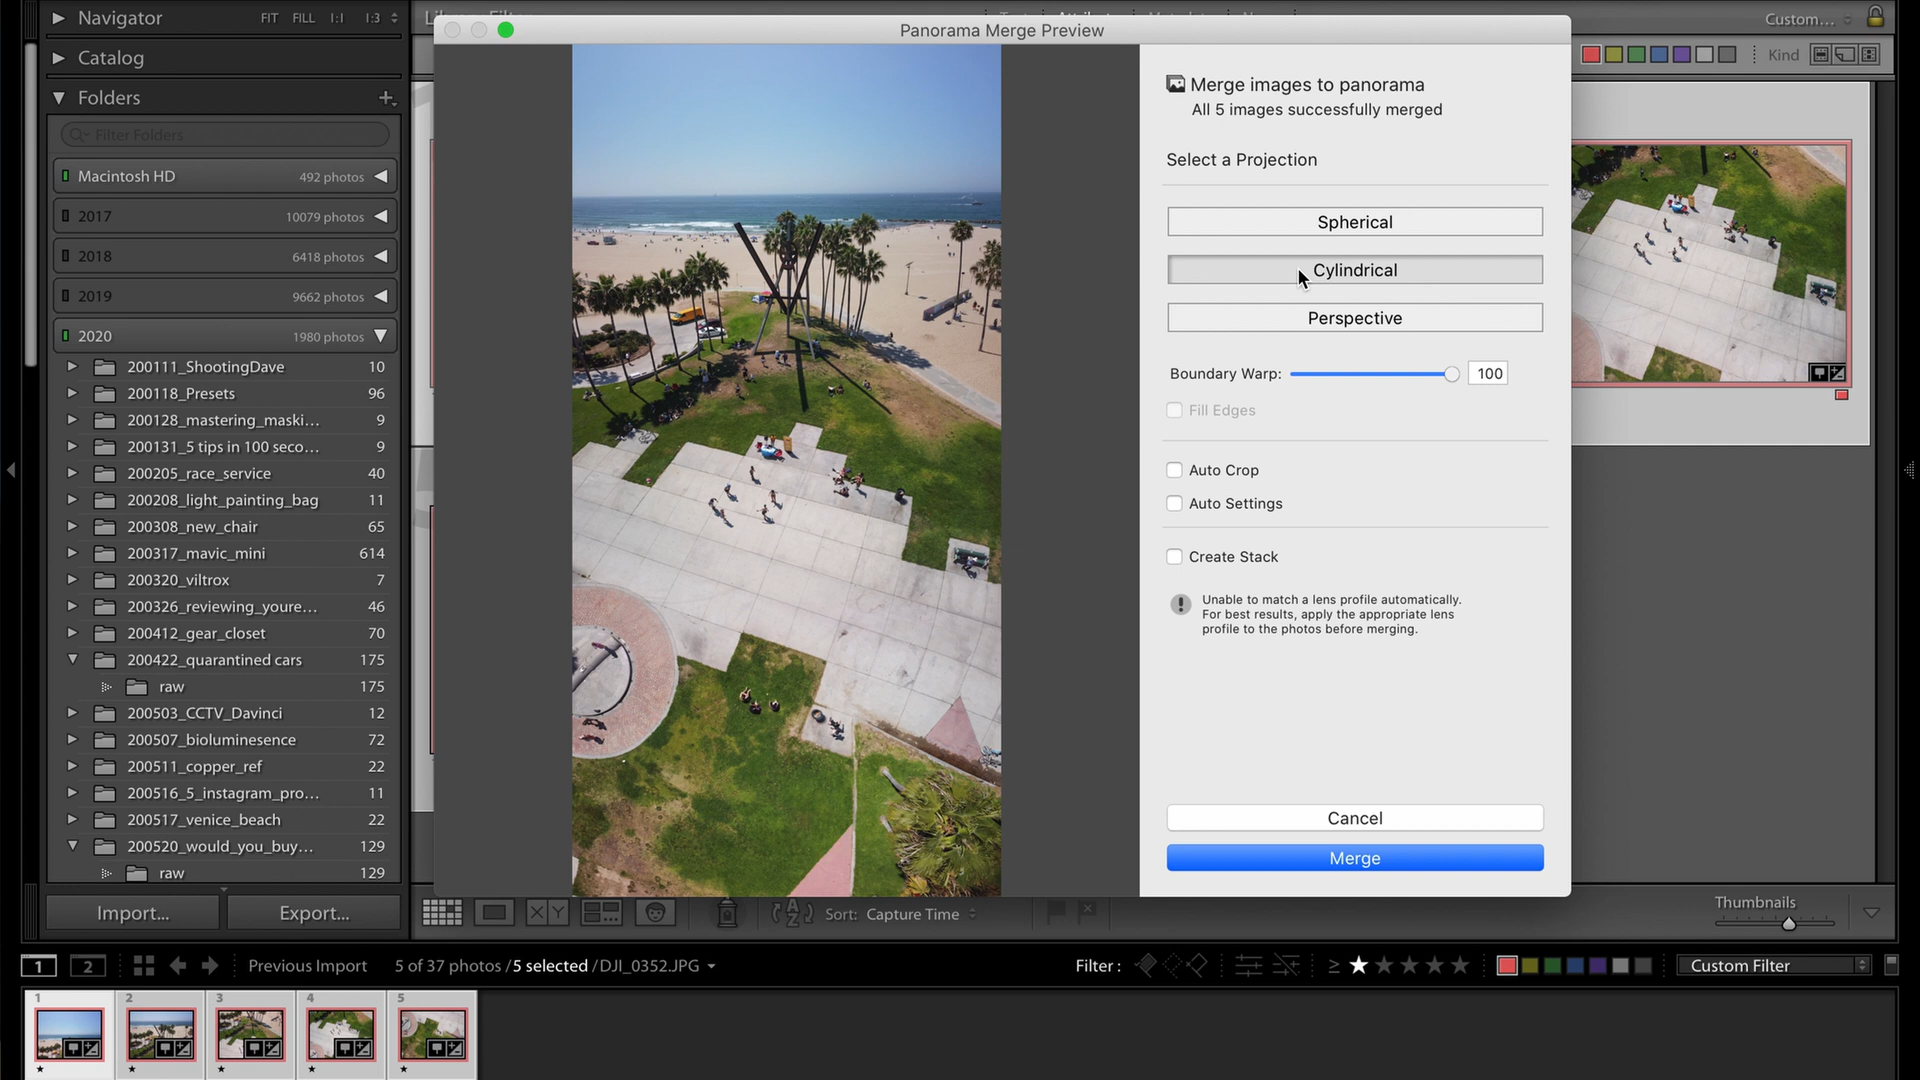 Navigator
FIT FILL 1:1 1:3
Custom...
Panorama Merge Preview
Catalog
Kind
Folders
Filter Folders
Macintosh HD 492 photos
2017 10079 photos
2018 6418 photos
2019 9662 photos
2020 1980 photos
200111_ShootingDave 10
200118_Presets 96
200128_mastering_maski... 9
200131_5 tips in 100 seco... 9
200205_race_service 40
200208_light_painting_bag 11
200308_new_chair 65
200317_mavic_mini 614
200320_viltrox 7
200326_reviewing_youre... 46
200412_gear_closet 70
200422_quarantined cars 175
raw 175
200503_CCTV_Davinci 12
200507_bioluminesence 72
200511_copper_ref 22
200516_5_instagram_pro... 11
200517_venice_beach 22
200520_would_you_buy... 129
raw 129
Import... Export...
Merge images to panorama
All 5 images successfully merged
Select a Projection
Spherical
Cylindrical
Perspective
Boundary Warp: 100
Fill Edges
Auto Crop
Auto Settings
Create Stack
Unable to match a lens profile automatically.
For best results, apply the appropriate lens
profile to the photos before merging.
Cancel
Merge
X Y
A Z
Sort: Capture Time
Thumbnails
1 2 Previous Import 5 of 37 photos /5 selected /DJI_0352.JPG
Filter : ≥ Custom Filter
1 2 3 4 5